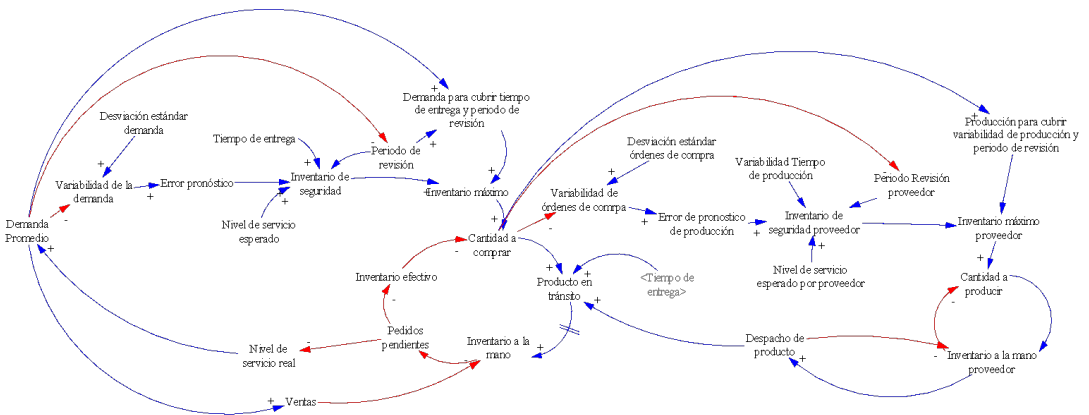 Demanda para cubrir tiempo
de entrega y periodo de
revisión
Desviación estándar
demanda
Tiempo de entrega
Periodo de
revisión
Variabilidad de la
demanda
Error pronóstico
Inventario de
seguridad
Inventario máximo
Nivel de servicio
esperado
Demanda
Promedio
Cantidad a
comprar
Inventario efectivo
Pedidos
pendientes
Nivel de
servicio real
Inventario a la
mano
Ventas
Producto en
tránsito
<Tiempo de
entrega>
Desviación estándar
órdenes de compra
Variabilidad de
órdenes de comrpa
Error de pronostico
de producción
Variabilidad Tiempo
de producción
Inventario de
seguridad proveedor
Nivel de servicio
esperado por proveedor
Periodo Revisión
proveedor
Producción para cubrir
variabilidad de producción y
periodo de revisión
Inventario máximo
proveedor
Cantidad a
producir
Despacho de
producto
Inventario a la mano
proveedor